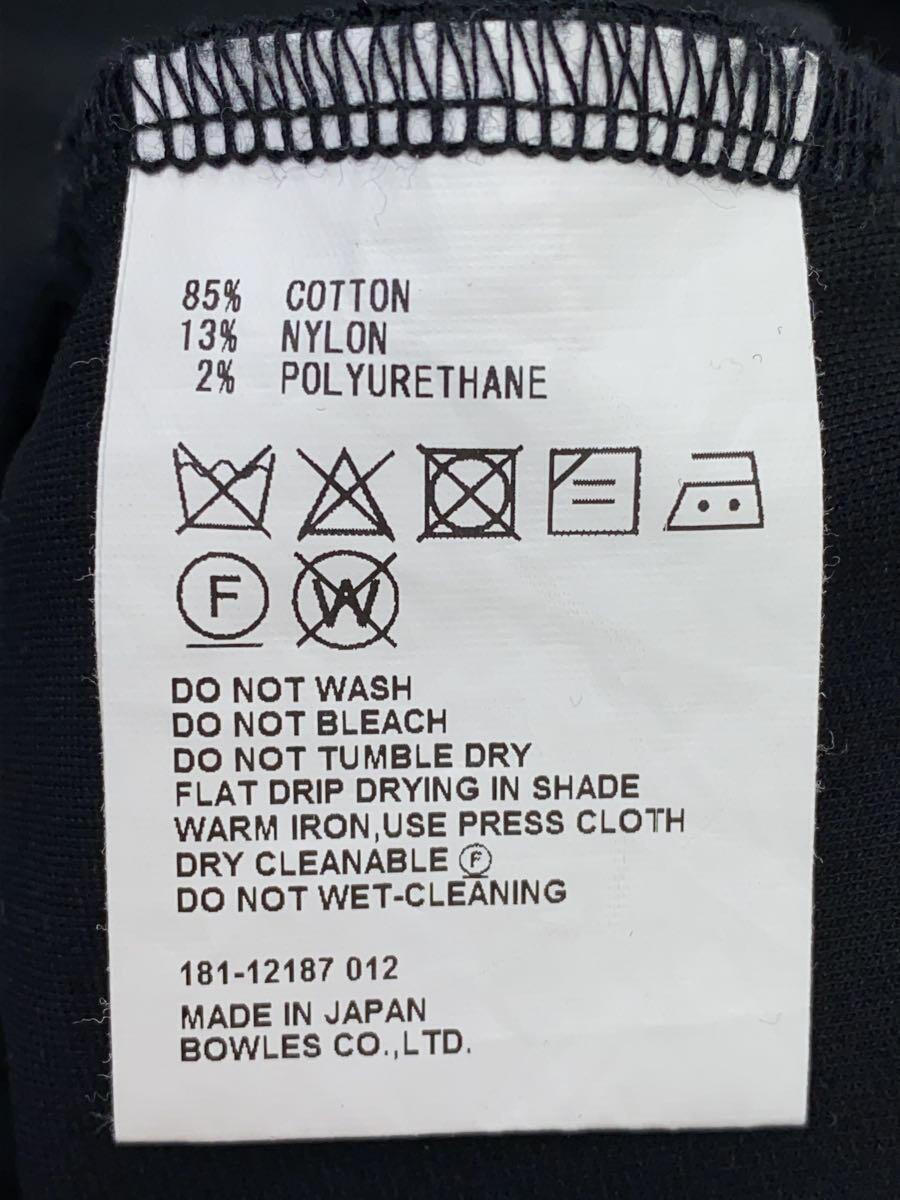 85% COTTON
13% NYLON
2% POLYURETHANE
F W
DO NOT WASH
DO NOT BLEACH
DO NOT TUMBLE DRY
FLAT DRIP DRYING IN SHADE
WARM IRON,USE PRESS CLOTH
DRY CLEANABLE Ⓕ
DO NOT WET-CLEANING
181-12187 012
MADE IN JAPAN
BOWLES CO.,LTD.